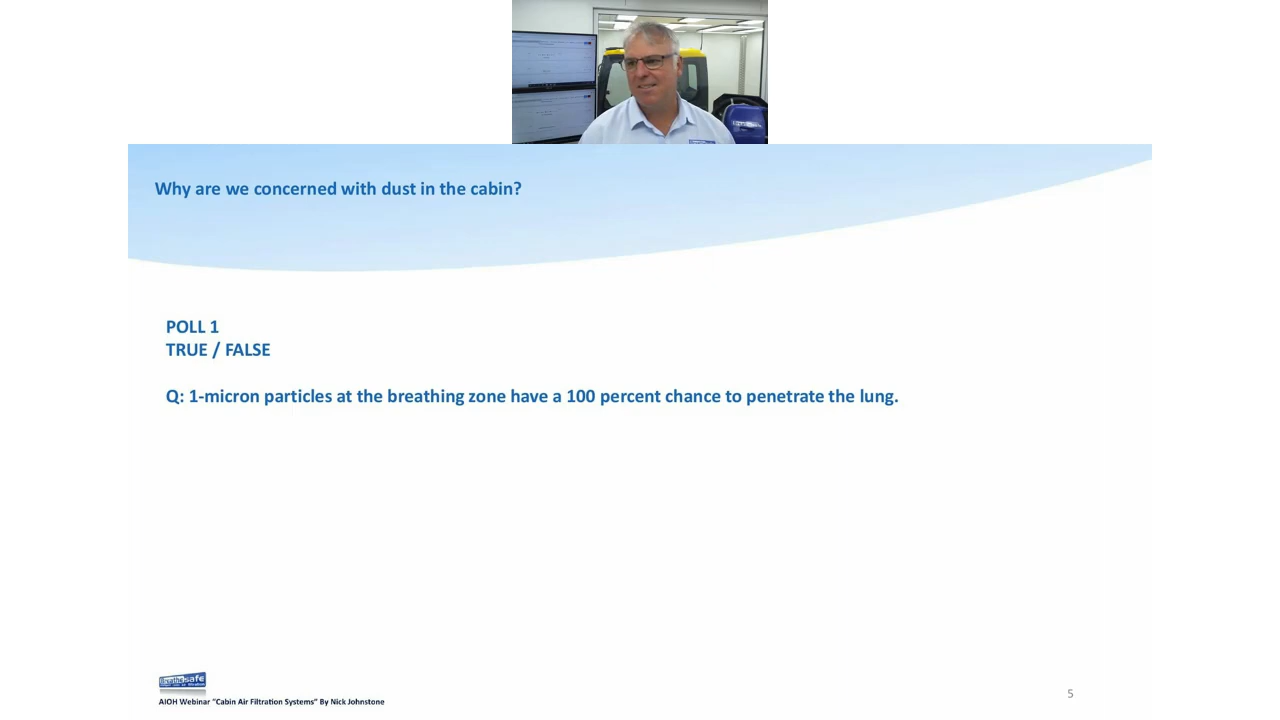 Why are we concerned with dust in the cabin?
POLL 1
TRUE / FALSE
Q: 1-micron particles at the breathing zone have a 100 percent chance to penetrate the lung.
Breathe safe
AIOH Webinar “Cabin Air Filtration Systems” By Nick Johnstone
5